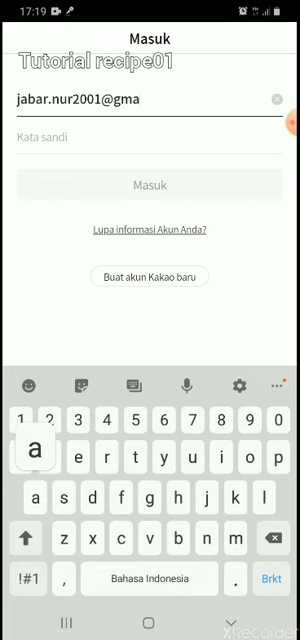 17:19
Masuk
Tutorial recipe01
jabar.nur2001@gma
Kata sandi
Masuk
Lupa informasi Akun Anda?
Buat akun Kakao baru
1 2 3 4 5 6 7 8 9 0
e r t y u i o p
a
a s d f g h j k l
z x c v b n m
!#1 , Bahasa Indonesia . Brkt
XRecorder